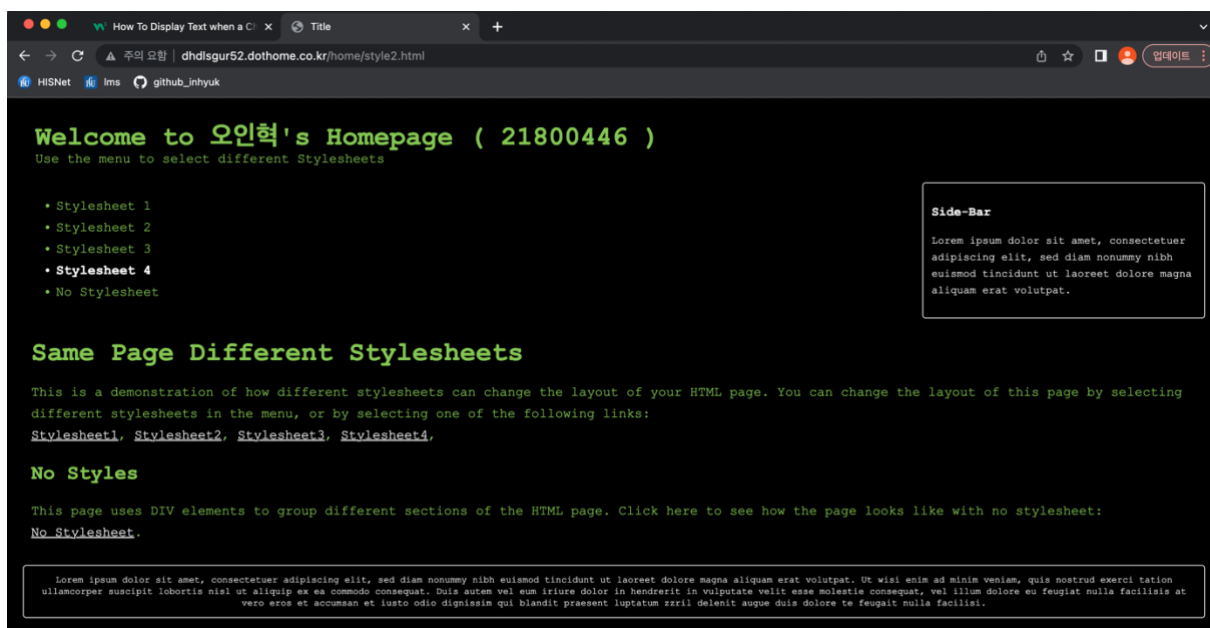 How To Display Text when a Ch
Title
주의 요함 | dhdlsgur52.dothome.co.kr/home/style2.html
업데이트
HISNet
lms
github_inhyuk
Welcome to 오인혁's Homepage ( 21800446 )
Use the menu to select different Stylesheets
• Stylesheet 1
• Stylesheet 2
• Stylesheet 3
• Stylesheet 4
• No Stylesheet
Side-Bar
Lorem ipsum dolor sit amet, consectetuer
adipiscing elit, sed diam nonummy nibh
euismod tincidunt ut laoreet dolore magna
aliquam erat volutpat.
Same Page Different Stylesheets
This is a demonstration of how different stylesheets can change the layout of your HTML page. You can change the layout of this page by selecting
different stylesheets in the menu, or by selecting one of the following links:
Stylesheet1, Stylesheet2, Stylesheet3, Stylesheet4,
No Styles
This page uses DIV elements to group different sections of the HTML page. Click here to see how the page looks like with no stylesheet:
No Stylesheet.
Lorem ipsum dolor sit amet, consectetuer adipiscing elit, sed diam nonummy nibh euismod tincidunt ut laoreet dolore magna aliquam erat volutpat. Ut wisi enim ad minim veniam, quis nostrud exerci tation
ullamcorper suscipit lobortis nisl ut aliquip ex ea commodo consequat. Duis autem vel eum iriure dolor in hendrerit in vulputate velit esse molestie consequat, vel illum dolore eu feugiat nulla facilisis at
vero eros et accumsan et iusto odio dignissim qui blandit praesent luptatum zzril delenit augue duis dolore te feugait nulla facilisi.